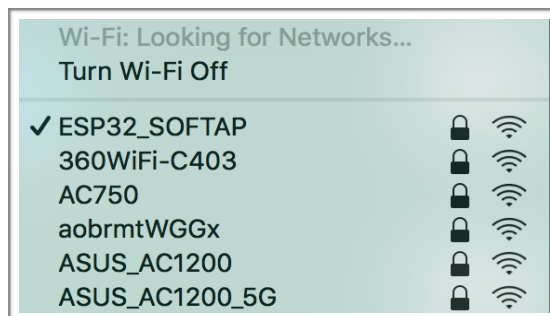 Wi-Fi: Looking for Networks...
Turn Wi-Fi Off
ESP32_SOFTAP
360WiFi-C403
AC750
aobrmtWGGx
ASUS_AC1200
ASUS_AC1200_5G